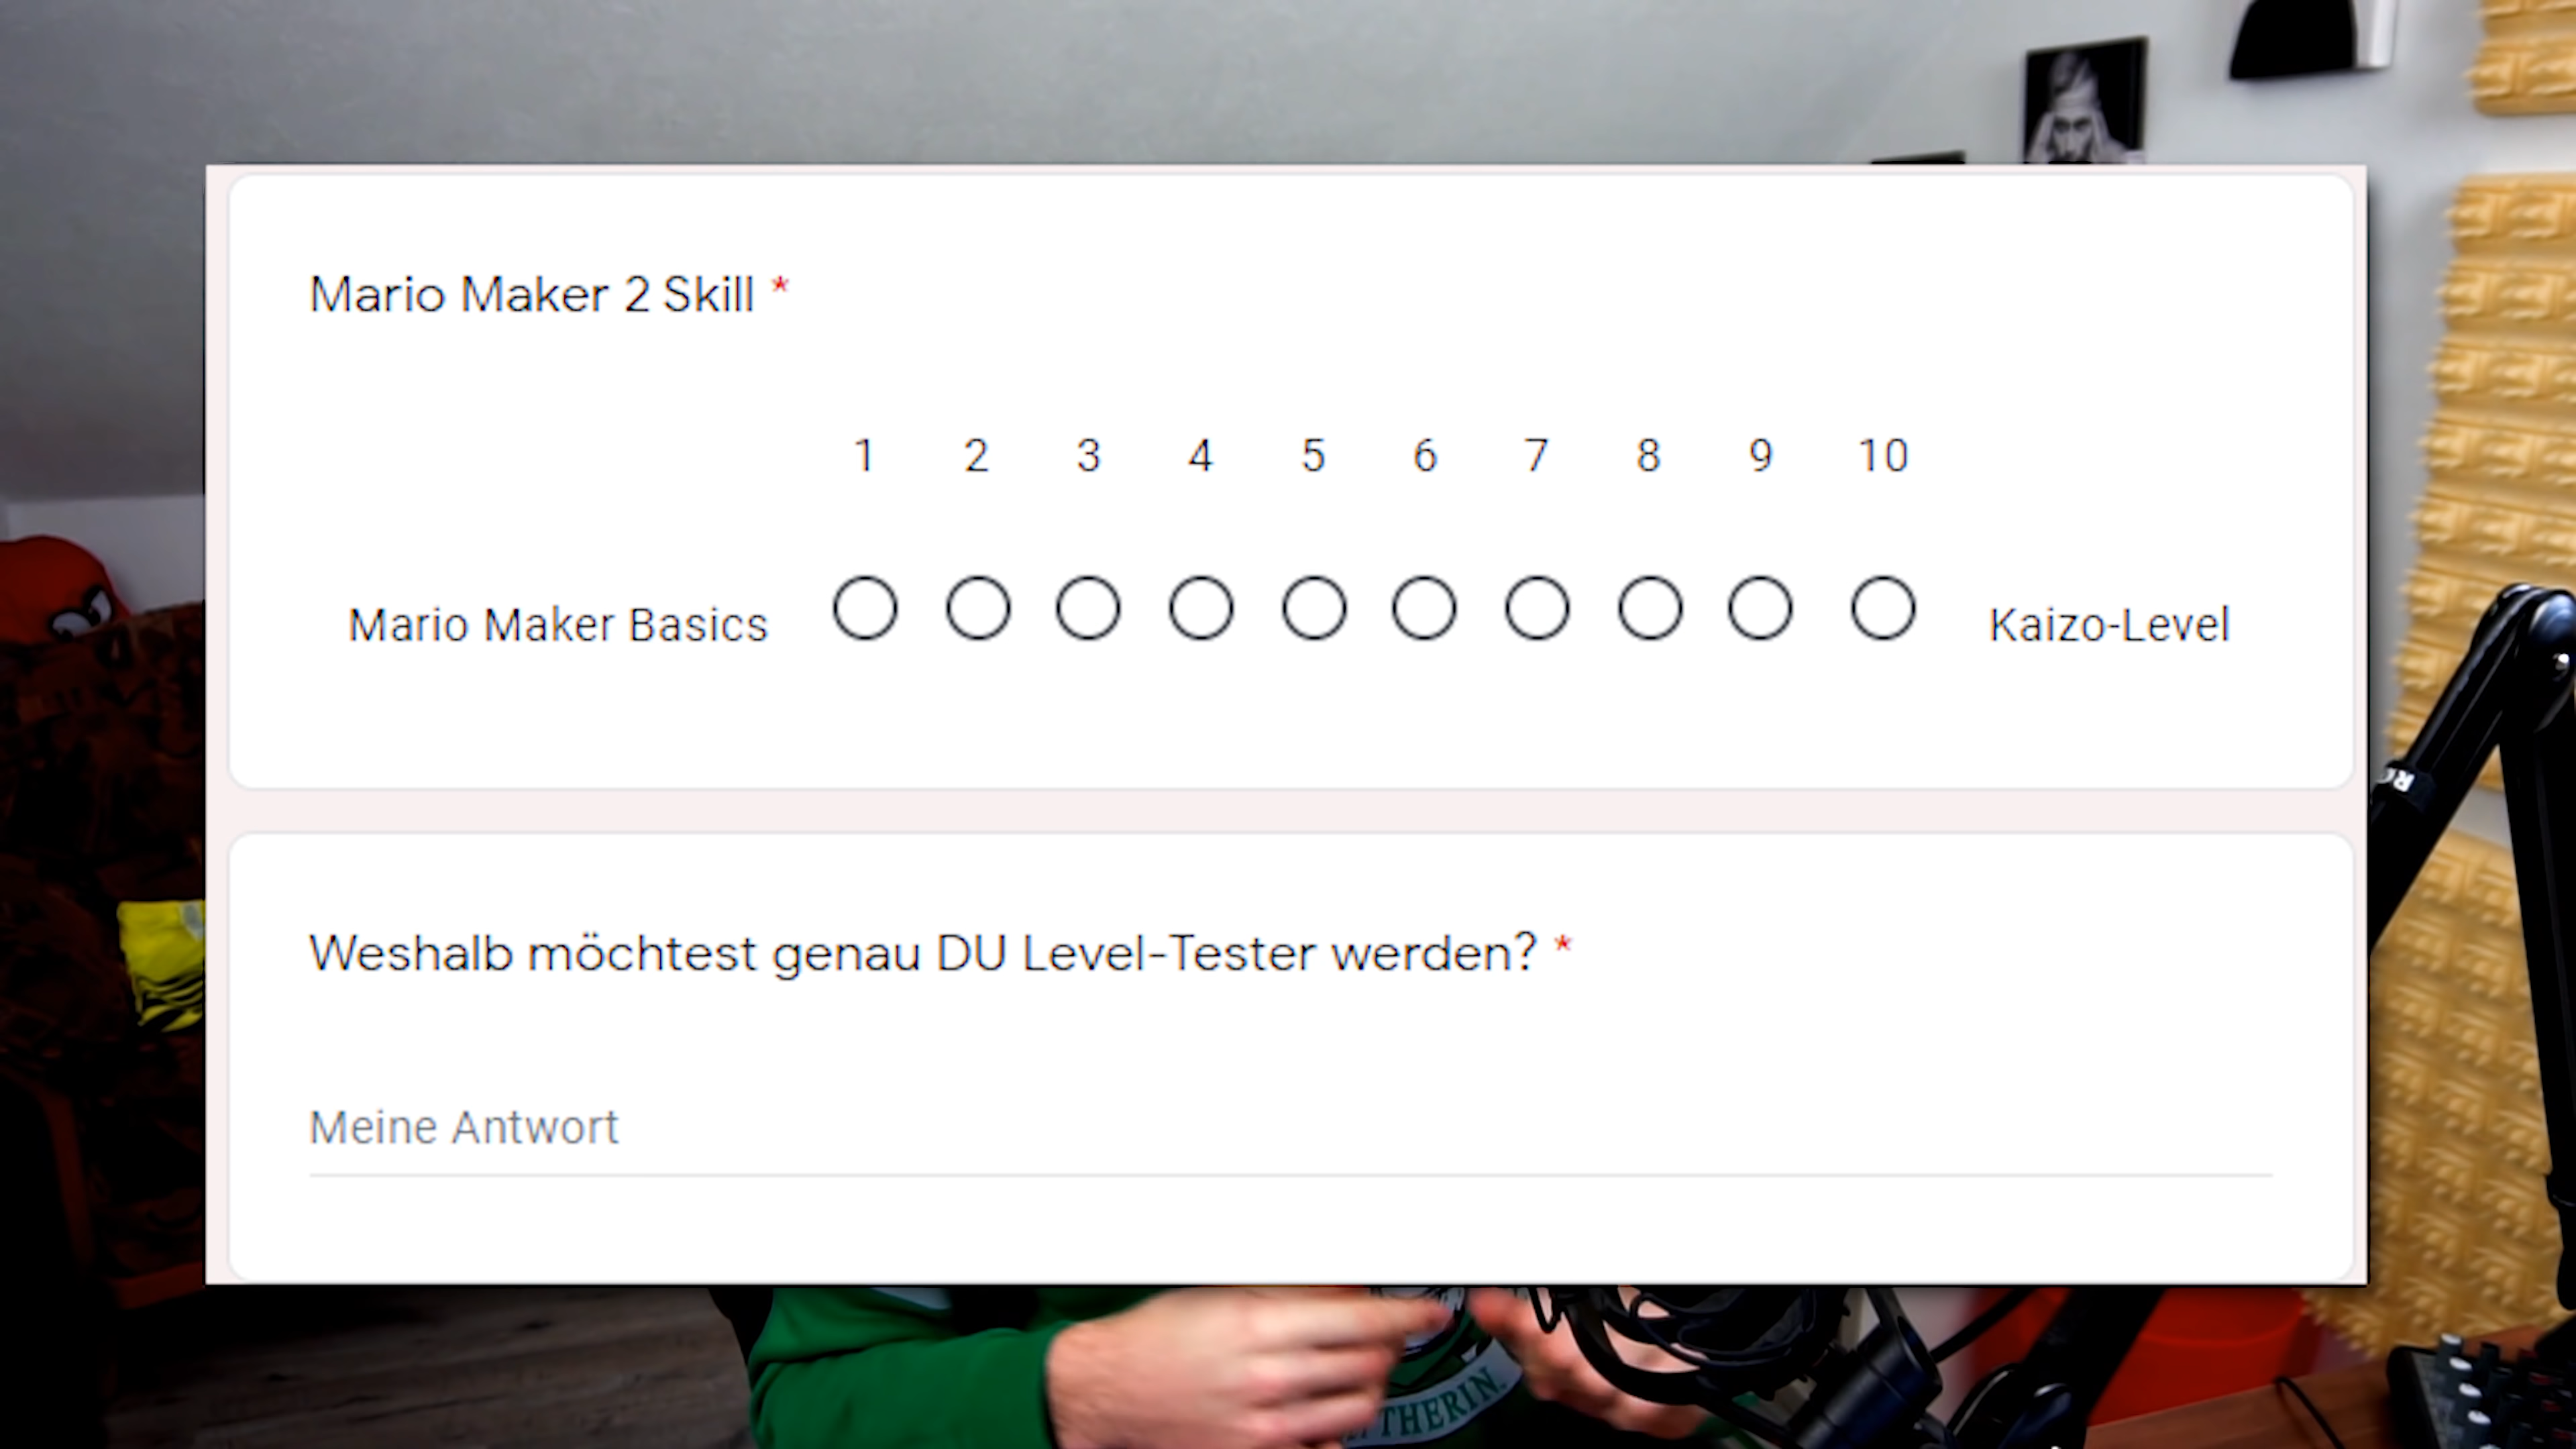 Mario Maker 2 Skill *
1 2 3 4 5 6 7 8 9 10
Mario Maker Basics
Kaizo-Level
Weshalb möchtest genau DU Level-Tester werden? *
Meine Antwort